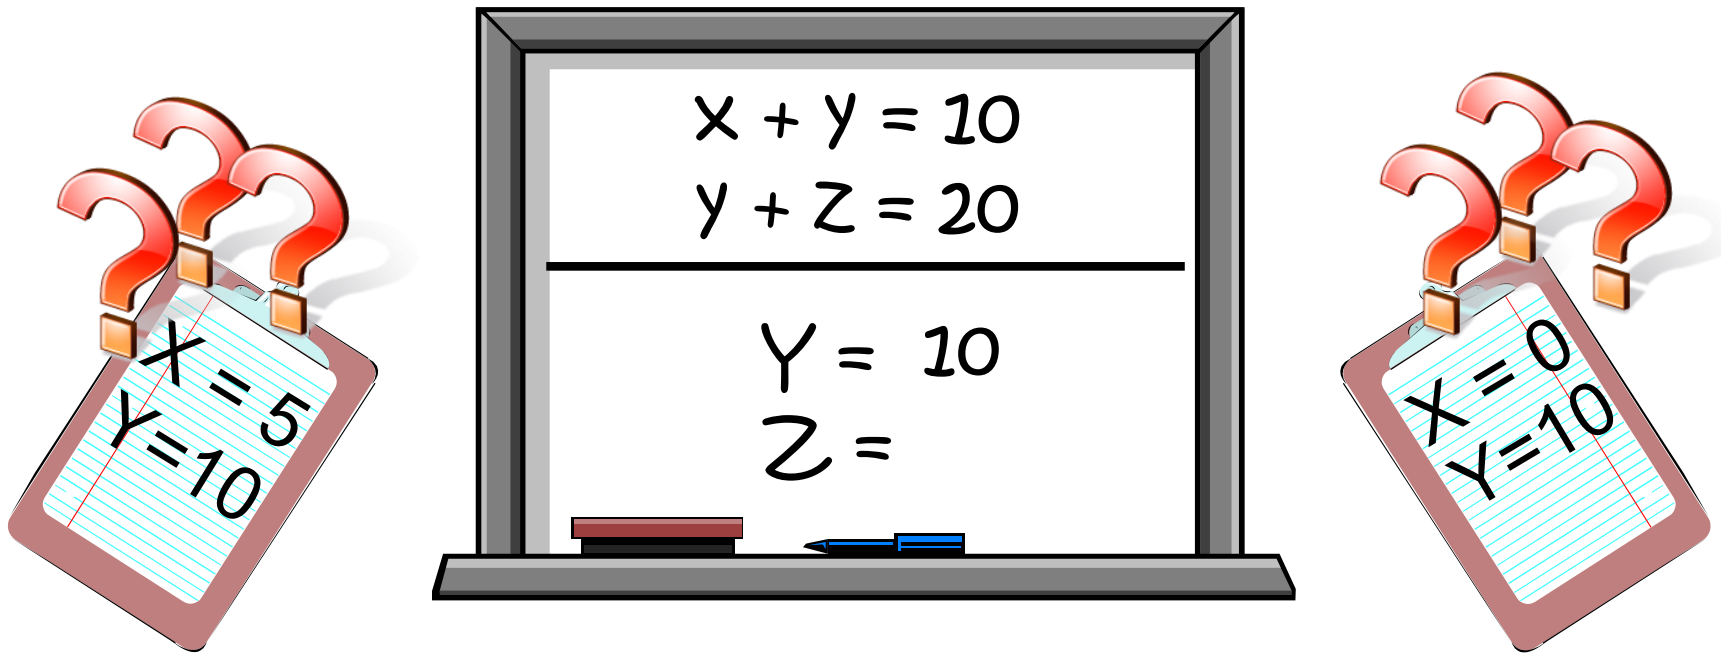 X + Y = 10
Y + Z = 20
Y = 10
Z =
X = 5
Y=10
X = 0
Y=10